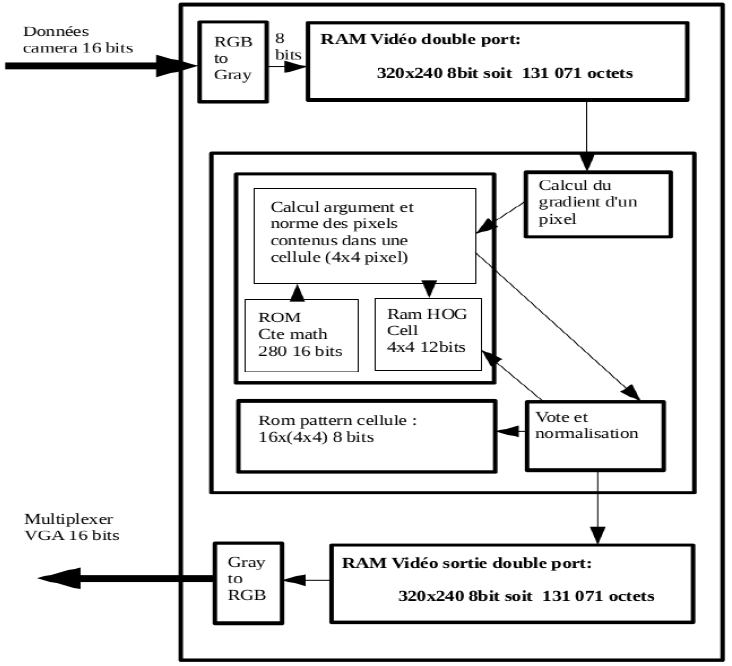 Données
camera 16 bits
RGB
to
Gray
8
bits
RAM Vidéo double port:
320x240 8bit soit 131 071 octets
Calcul du
gradient d'un
pixel
Calcul argument et
norme des pixels
contenus dans une
cellule (4x4 pixel)
ROM
Cte math
280 16 bits
Ram HOG
Cell
4x4 12bits
Rom pattern cellule :
16x(4x4) 8 bits
Vote et
normalisation
Multiplexer
VGA 16 bits
Gray
to
RGB
RAM Vidéo sortie double port:
320x240 8bit soit 131 071 octets